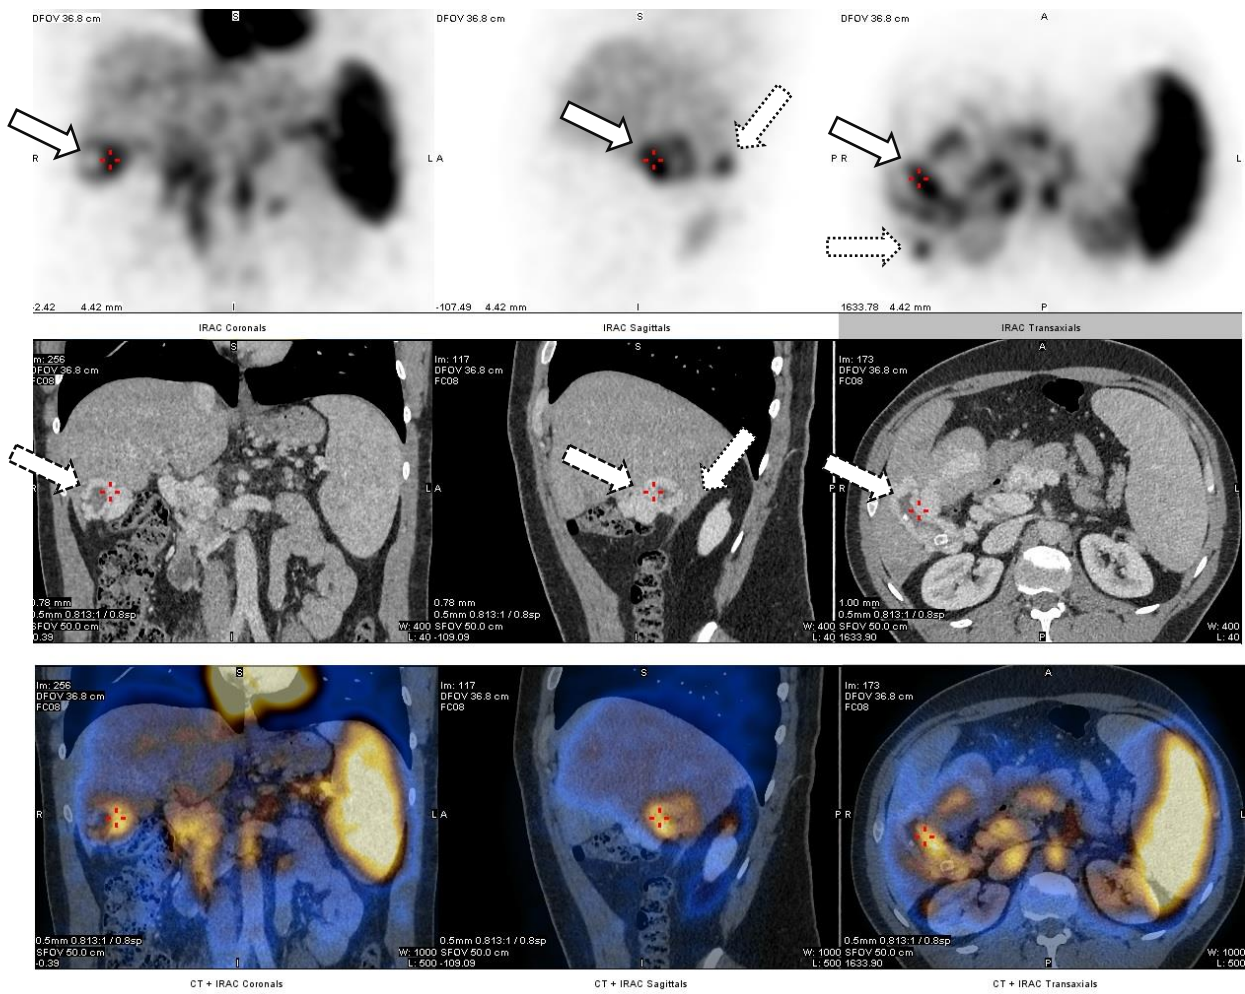 DFOV 36.8 cm
S
DFOV 36.8 cm
S
DFOV 36.8 cm
A
R
L A
P R
L
-2.42
4.42 mm
I
-107.49
4.42 mm
I
1633.78
4.42 mm
P
IRAC Coronals
IRAC Sagittals
IRAC Transaxials
Im: 256
DFOV 36.8 cm
FC08
S
Im: 117
DFOV 36.8 cm
FC08
S
Im: 173
DFOV 36.8 cm
FC08
A
R
L A
P R
L
0.78 mm
0.5mm 0.813:1 / 0.8sp
SFOV 50.0 cm
-0.39
I
W: 400
L: 40
0.78 mm
0.5mm 0.813:1 / 0.8sp
SFOV 50.0 cm
-109.09
I
W: 400
L: 40
1.00 mm
0.5mm 0.813:1 / 0.8sp
SFOV 50.0 cm
1633.90
P
W: 400
L: 40
Im: 256
DFOV 36.8 cm
FC08
S
Im: 117
DFOV 36.8 cm
FC08
S
Im: 173
DFOV 36.8 cm
FC08
A
R
L A
P R
L
0.5mm 0.813:1 / 0.8sp
SFOV 50.0 cm
-0.39
I
W: 1000
L: 500
0.5mm 0.813:1 / 0.8sp
SFOV 50.0 cm
-109.09
I
W: 1000
L: 500
0.5mm 0.813:1 / 0.8sp
SFOV 50.0 cm
1633.90
P
W: 1000
L: 500
CT + IRAC Coronals
CT + IRAC Sagittals
CT + IRAC Transaxials